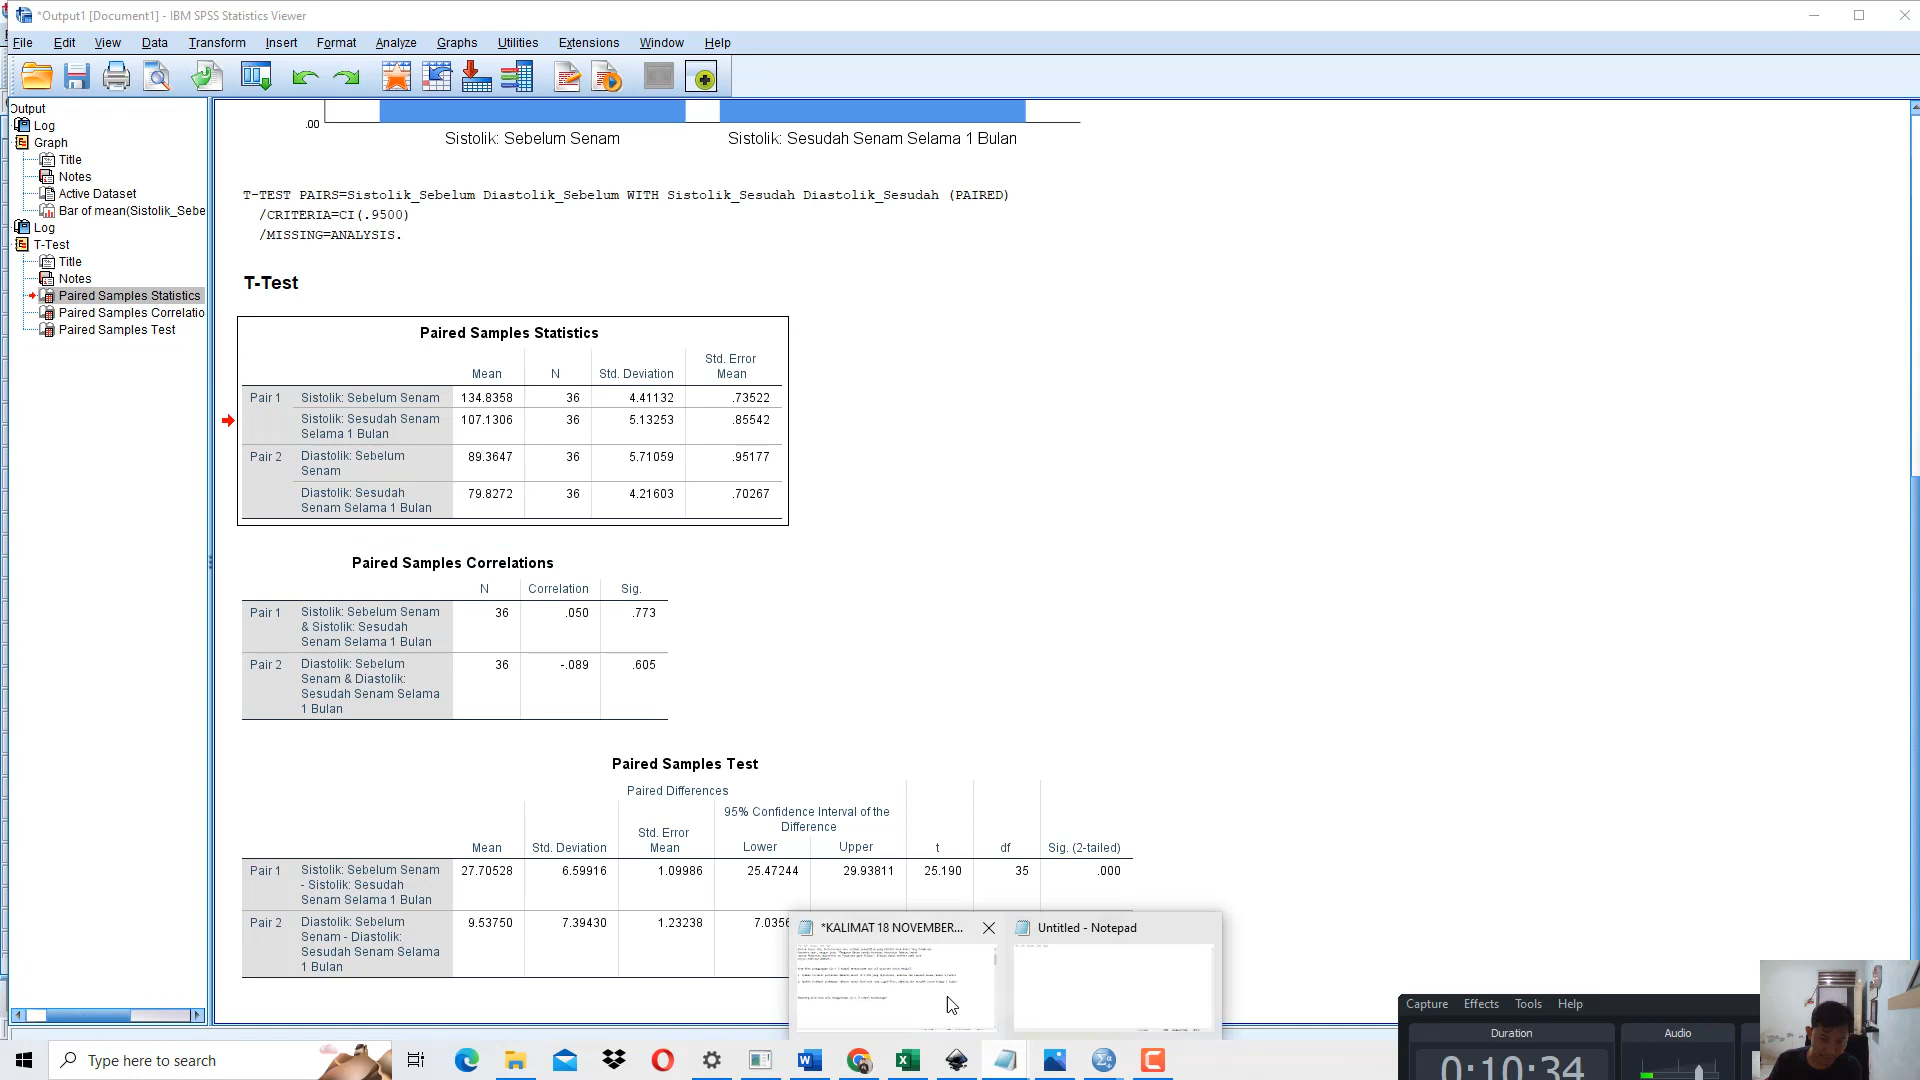 *Output1 [Document1] - IBM SPSS Statistics Viewer
File Edit View Data Transform Insert Format Analyze Graphs Utilities Extensions Window Help
Output
Log
Graph
Title
Notes
Active Dataset
Bar of mean(Sistolik_Sebe
Log
T-Test
Title
Notes
Paired Samples Statistics
Paired Samples Correlatio
Paired Samples Test
.00
Sistolik: Sebelum Senam Sistolik: Sesudah Senam Selama 1 Bulan
T-TEST PAIRS=Sistolik_Sebelum Diastolik_Sebelum WITH Sistolik_Sesudah Diastolik_Sesudah (PAIRED)
/CRITERIA=CI(.9500)
/MISSING=ANALYSIS.
T-Test
Paired Samples Statistics
Mean N Std. Deviation Std. Error Mean
Pair 1 Sistolik: Sebelum Senam 134.8358 36 4.41132 .73522
Sistolik: Sesudah Senam Selama 1 Bulan 107.1306 36 5.13253 .85542
Pair 2 Diastolik: Sebelum Senam 89.3647 36 5.71059 .95177
Diastolik: Sesudah Senam Selama 1 Bulan 79.8272 36 4.21603 .70267
Paired Samples Correlations
N Correlation Sig.
Pair 1 Sistolik: Sebelum Senam & Sistolik: Sesudah Senam Selama 1 Bulan 36 .050 .773
Pair 2 Diastolik: Sebelum Senam & Diastolik: Sesudah Senam Selama 1 Bulan 36 -.089 .605
Paired Samples Test
Paired Differences
95% Confidence Interval of the Difference
Mean Std. Deviation Std. Error Mean Lower Upper t df Sig. (2-tailed)
Pair 1 Sistolik: Sebelum Senam - Sistolik: Sesudah Senam Selama 1 Bulan 27.70528 6.59916 1.09986 25.47244 29.93811 25.190 35 .000
Pair 2 Diastolik: Sebelum Senam - Diastolik: Sesudah Senam Selama 1 Bulan 9.53750 7.39430 1.23238 7.0356
*KALIMAT 18 NOVEMBER... Untitled - Notepad
Capture Effects Tools Help
Duration Audio
0:10:34
Type here to search